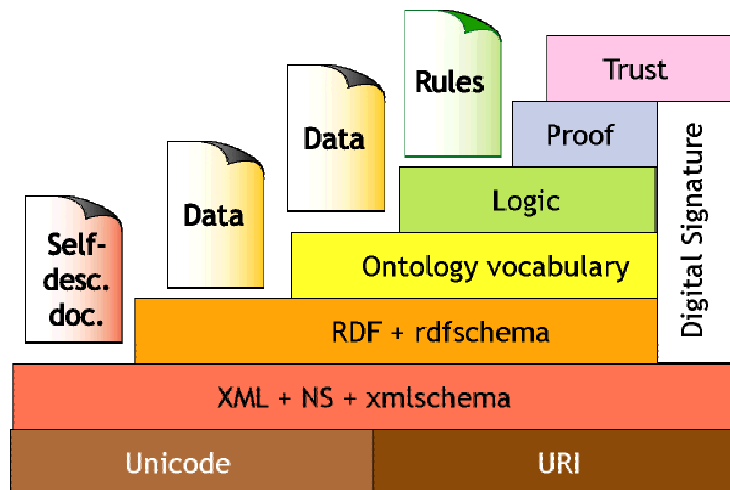 Rules
Trust
Data
Proof
Data
Logic
Self-
desc.
doc.
Ontology vocabulary
Digital Signature
RDF + rdfschema
XML + NS + xmlschema
Unicode
URI